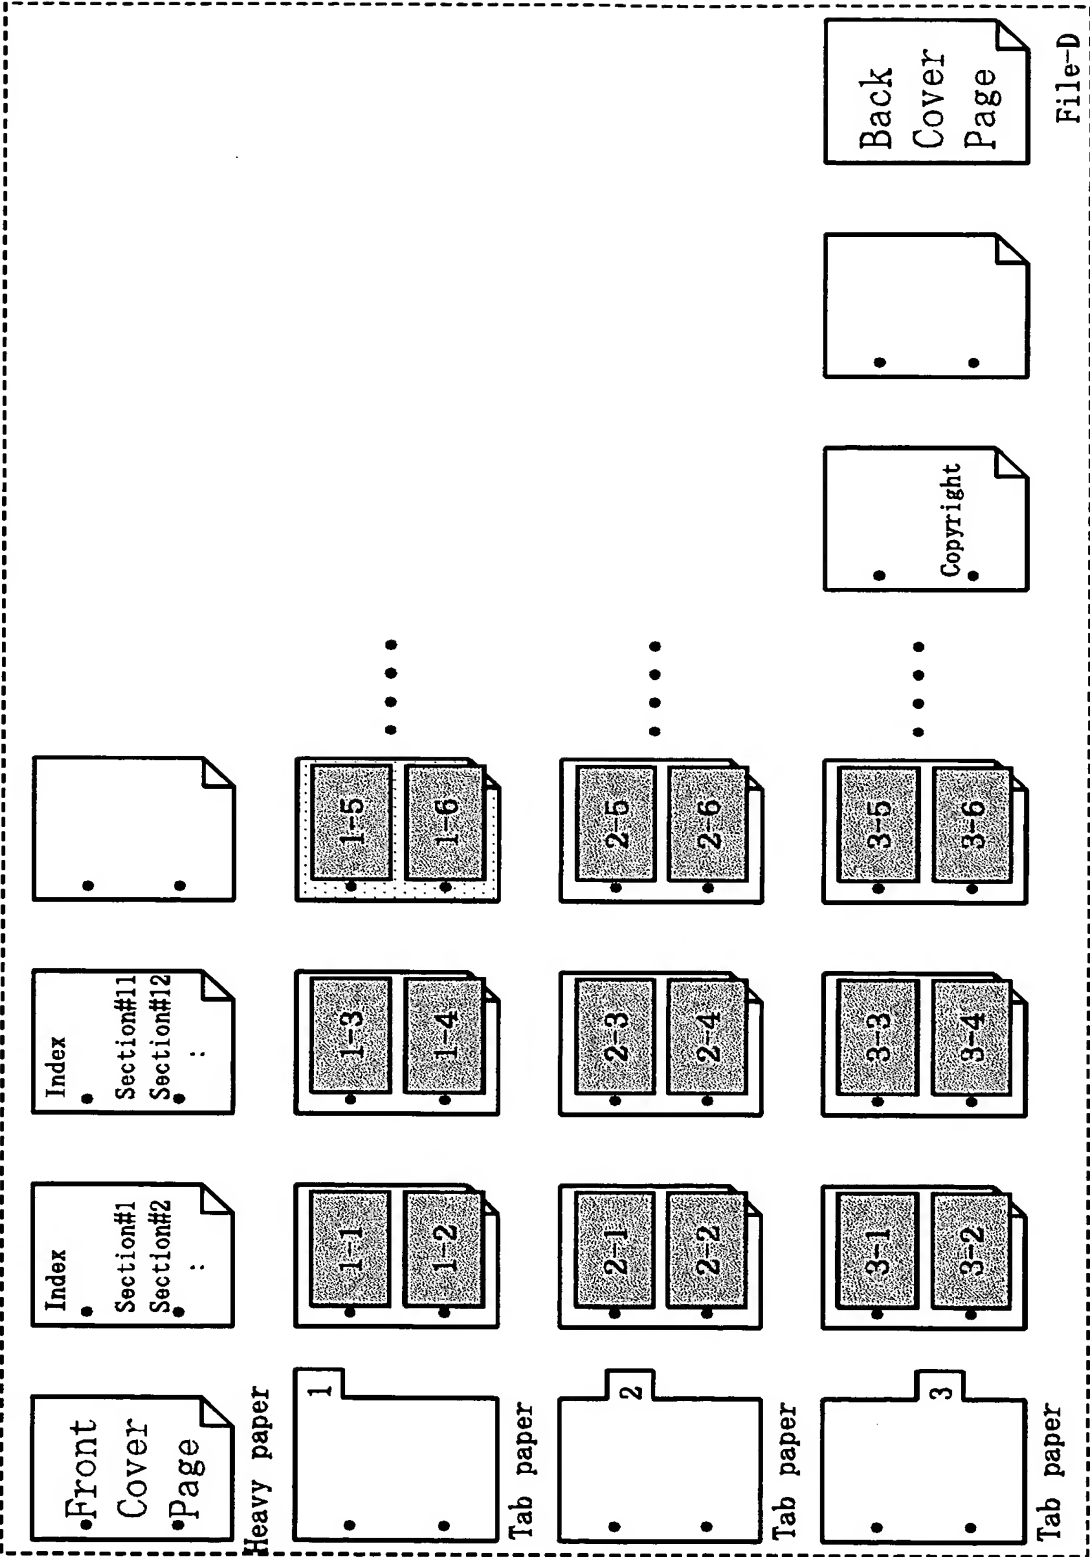 Front
Cover
Page
Heavy paper
Index
Section#1
Section#2
:
Index
Section#11
Section#12
:
1
Tab paper
1-1
1-2
1-3
1-4
1-5
1-6
2
Tab paper
2-1
2-2
2-3
2-4
2-5
2-6
3
Tab paper
3-1
3-2
3-3
3-4
3-5
3-6
Copyright
Back
Cover
Page
File-D